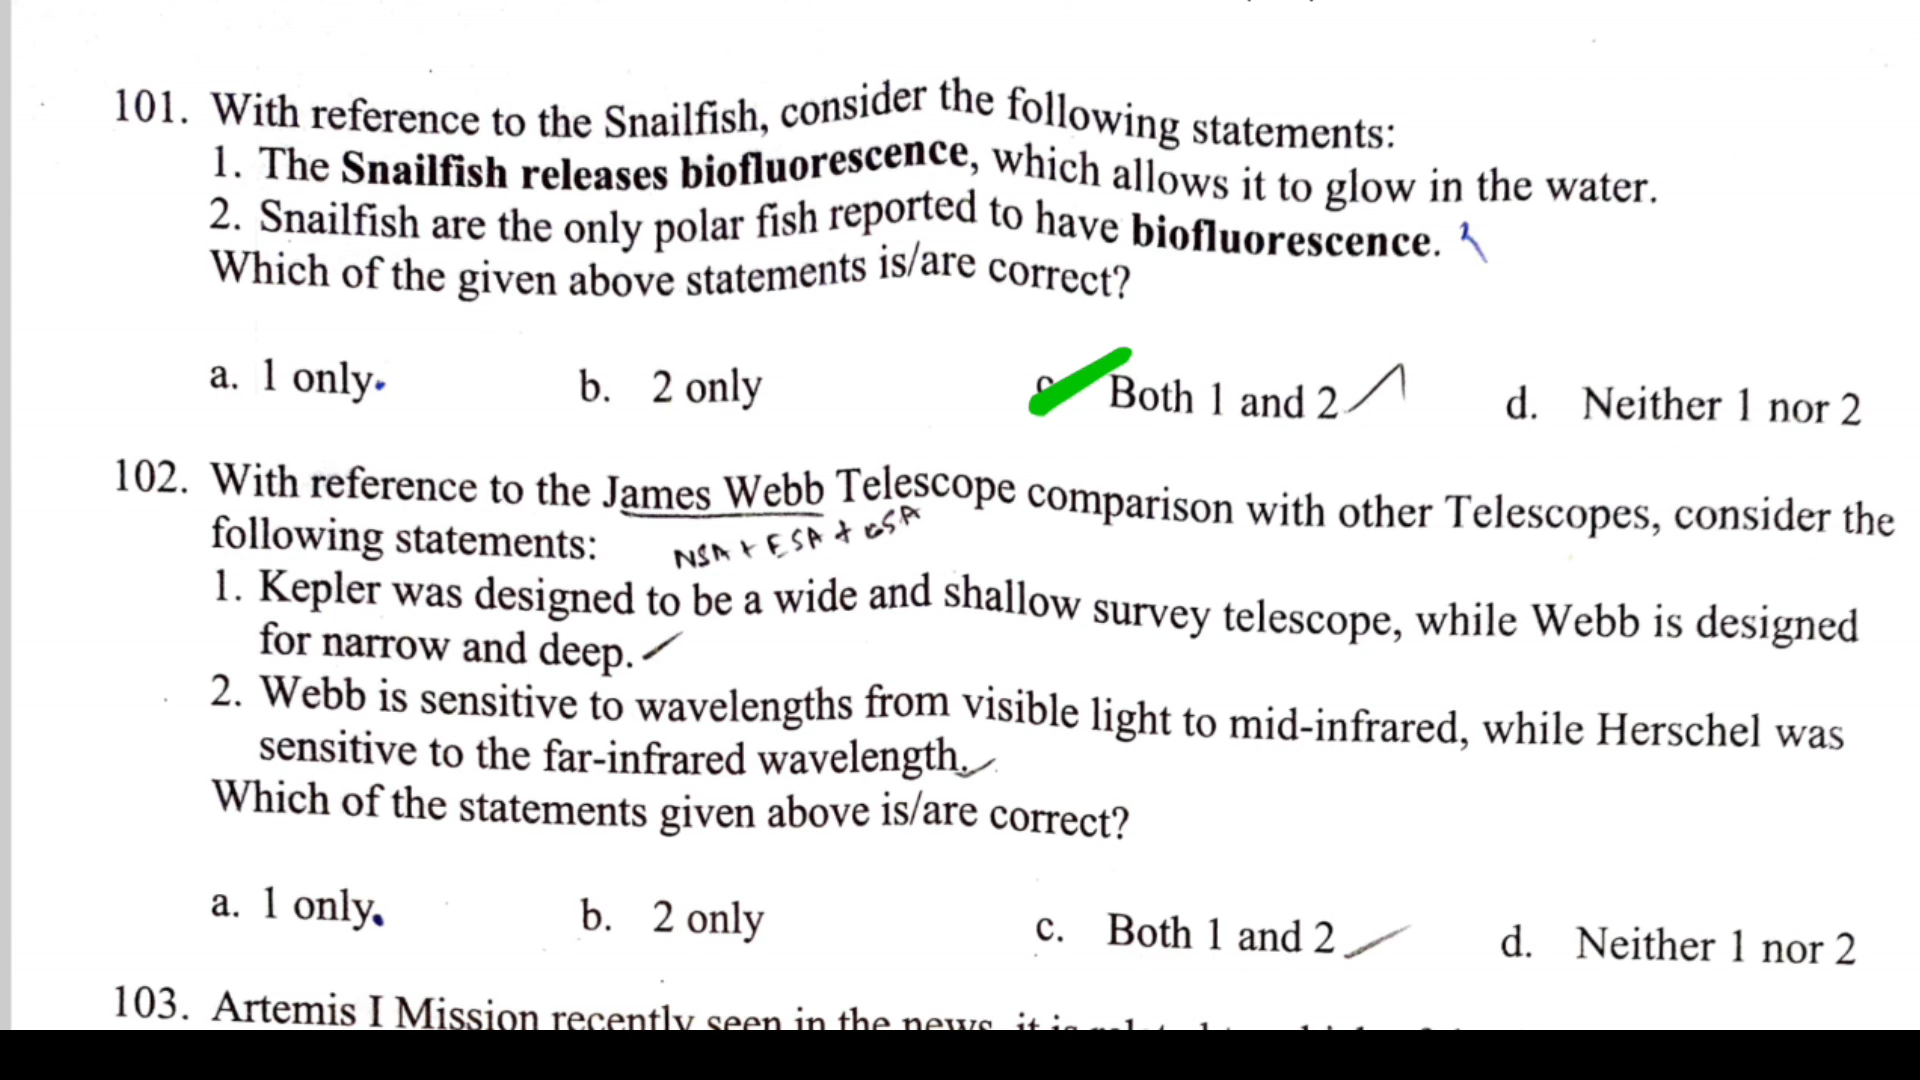 101. With reference to the Snailfish, consider the following statements:
1. The Snailfish releases biofluorescence, which allows it to glow in the water.
2. Snailfish are the only polar fish reported to have biofluorescence.
Which of the given above statements is/are correct?
a. 1 only
b. 2 only
c. Both 1 and 2
d. Neither 1 nor 2
102. With reference to the James Webb Telescope comparison with other Telescopes, consider the
following statements:
NSA + ESA +
1. Kepler was designed to be a wide and shallow survey telescope, while Webb is designed
for narrow and deep.
2. Webb is sensitive to wavelengths from visible light to mid-infrared, while Herschel was
sensitive to the far-infrared wavelength.
Which of the statements given above is/are correct?
a. 1 only
b. 2 only
c. Both 1 and 2
d. Neither 1 nor 2
103. Artemis I Mission recently seen in the news, it is